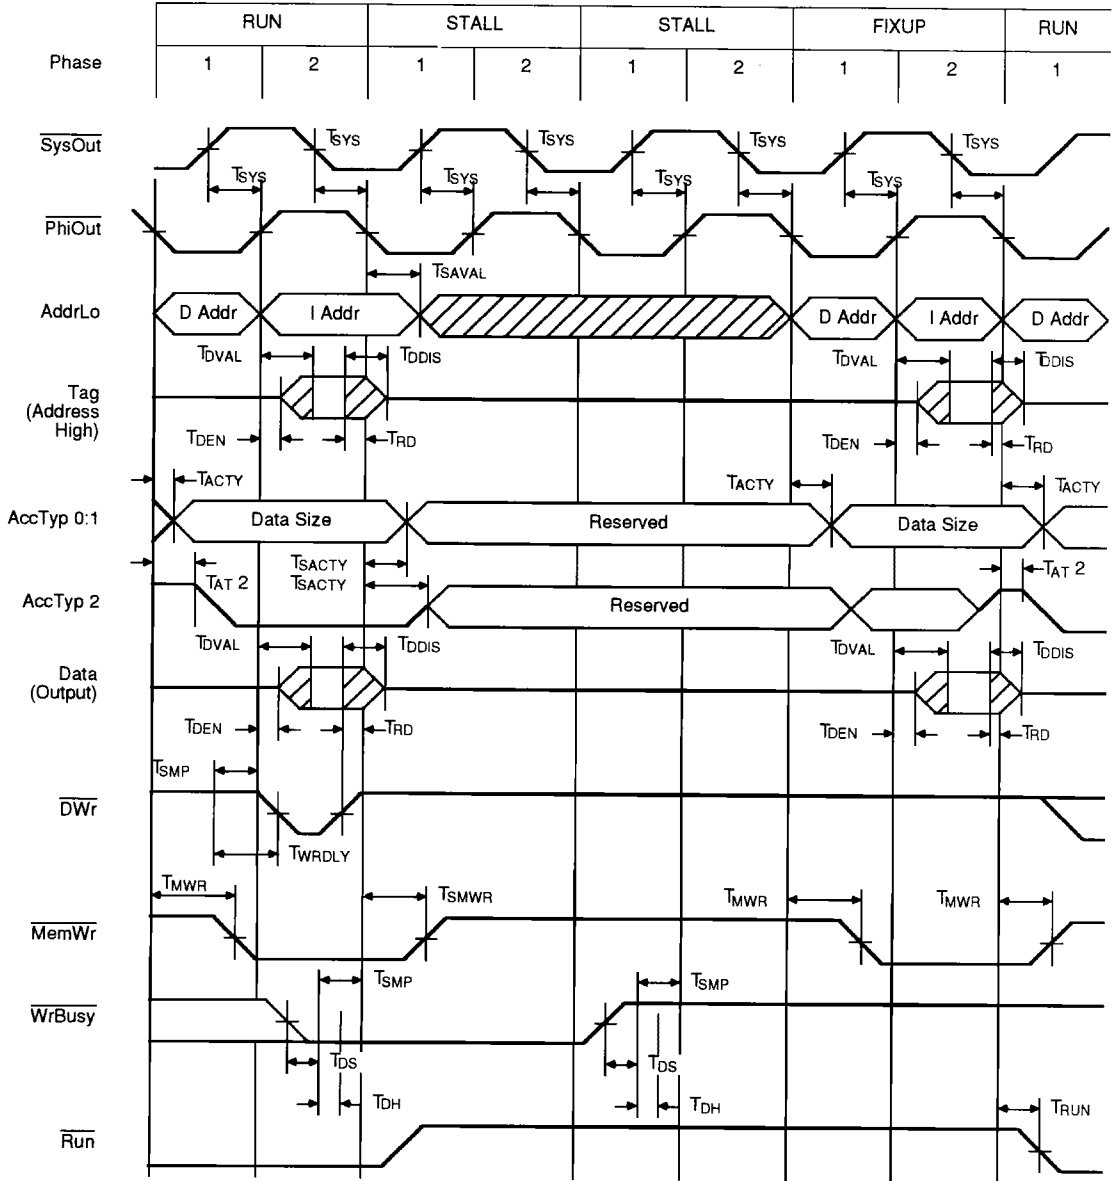 RUN STALL STALL FIXUP RUN
Phase 1 2 1 2 1 2 1 2 1
SysOut TSYS TSYS TSYS TSYS
TSYS TSYS TSYS TSYS
PhiOut
TSAVAL
AddrLo D Addr I Addr D Addr I Addr D Addr
TDVAL TDDIS TDVAL TDDIS
Tag
(Address
High)
TDEN TRD TDEN TRD
TACTY TACTY TACTY
AccTyp 0:1 Data Size Reserved Data Size
TSACTY
TAT 2 TSACTY TAT 2
AccTyp 2 Reserved
TDVAL TDDIS TDVAL TDDIS
Data
(Output)
TDEN TRD TDEN TRD
TSMP
DWr
TWRDLY
TMWR TSMWR TMWR TMWR
MemWr
TSMP TSMP
WrBusy
TDS TDS
TDH TDH TRUN
Run